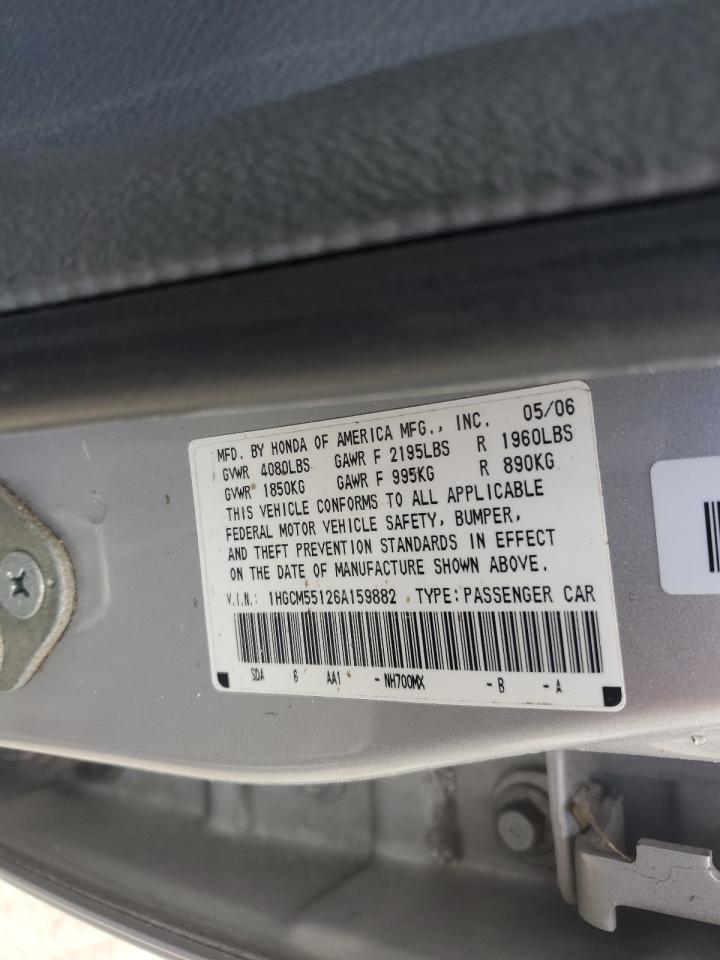 MFD. BY HONDA OF AMERICA MFG., INC. 05/06
GVWR 4080LBS GAWR F 2195LBS R 1960LBS
GVWR 1850KG GAWR F 995KG R 890KG
THIS VEHICLE CONFORMS TO ALL APPLICABLE
FEDERAL MOTOR VEHICLE SAFETY, BUMPER,
AND THEFT PREVENTION STANDARDS IN EFFECT
ON THE DATE OF MANUFACTURE SHOWN ABOVE.
V.I.N.: 1HGCM55126A159882 TYPE: PASSENGER CAR
SDA 6 AA1 - NH700MX - B - A